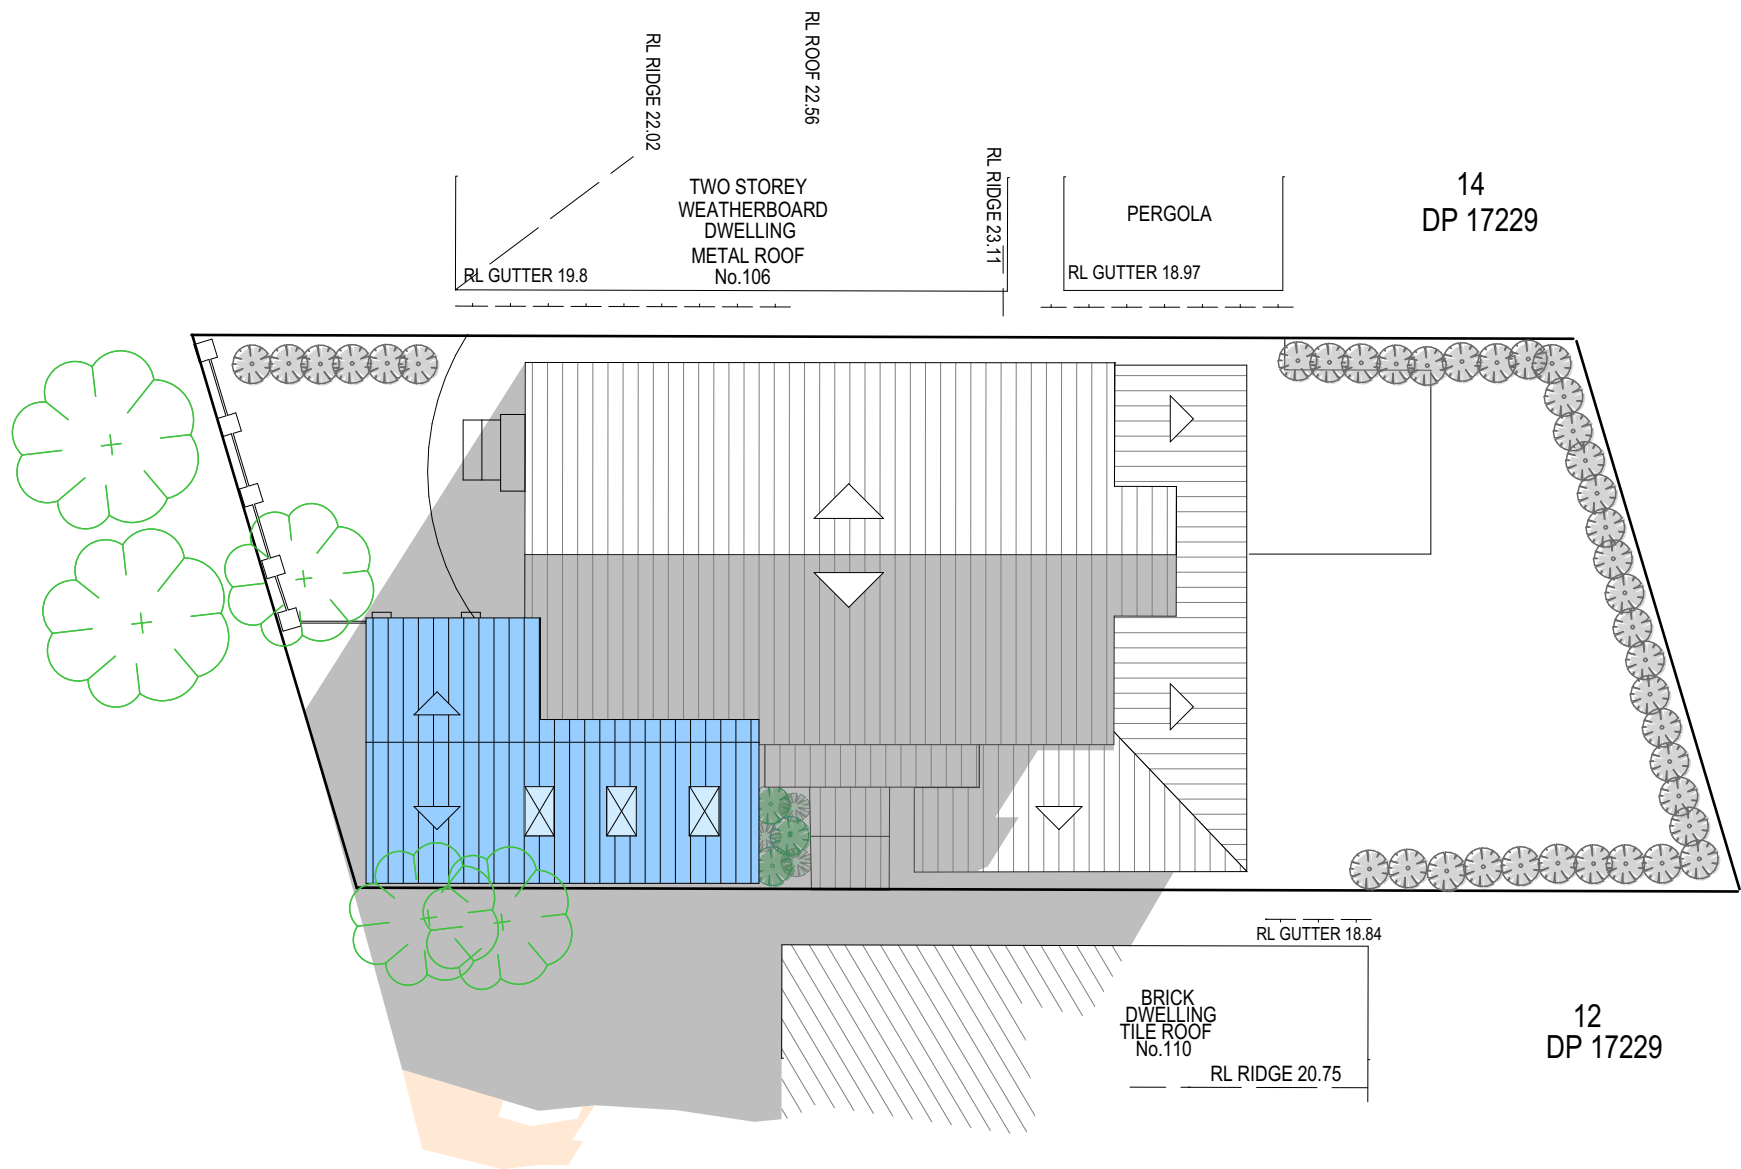 RL ROOF 22.56
RL RIDGE 22.02
RL RIDGE 23.11
TWO STOREY
WEATHERBOARD
DWELLING
METAL ROOF
No.106
RL GUTTER 19.8
PERGOLA
RL GUTTER 18.97
14
DP 17229
RL GUTTER 18.84
BRICK
DWELLING
TILE ROOF
No.110
RL RIDGE 20.75
12
DP 17229